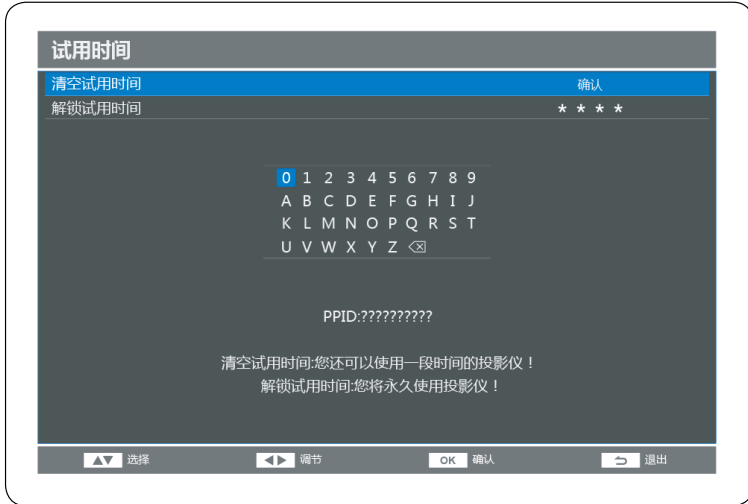 试用时间
清空试用时间 确认
解锁试用时间 * * * *
0 1 2 3 4 5 6 7 8 9
A B C D E F G H I J
K L M N O P Q R S T
U V W X Y Z ⌫
PPID:??????????
清空试用时间:您还可以使用一段时间的投影仪！
解锁试用时间:您将永久使用投影仪！
▲▼ 选择 ◀▶ 调节 OK 确认 ⮌ 退出